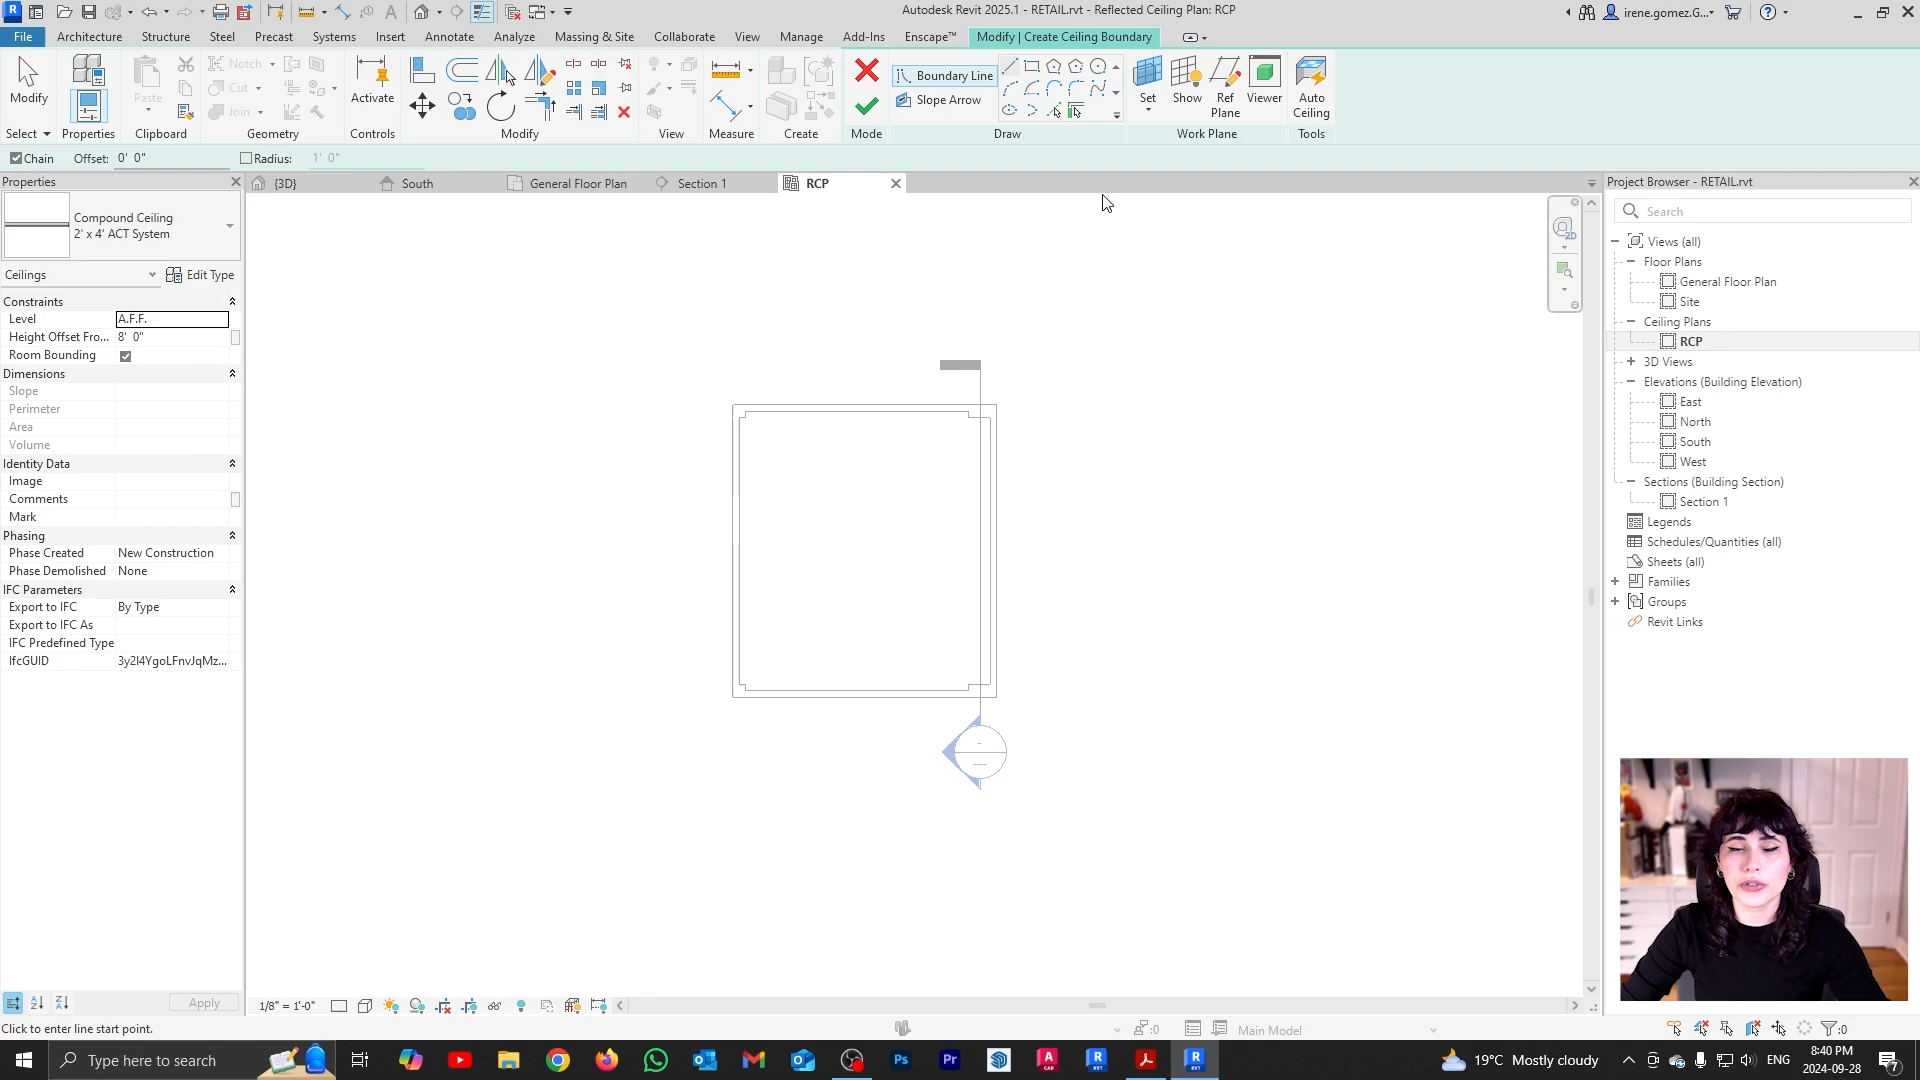 Autodesk Revit 2025.1 - RETAIL.rvt - Reflected Ceiling Plan: RCP
irene.gomez.G...
File Architecture Structure Steel Precast Systems Insert Annotate Analyze Massing & Site Collaborate View Manage Add-Ins Enscape™ Modify | Create Ceiling Boundary
Modify
Paste
Notch
Cut
Join
Activate
Boundary Line
Slope Arrow
Set
Show
Ref Plane
Viewer
Auto Ceiling
Select Properties Clipboard Geometry Controls Modify View Measure Create Mode Draw Work Plane Tools
Chain Offset: 0' 0" Radius: 1' 0"
Properties
{3D} South General Floor Plan Section 1 RCP
Project Browser - RETAIL.rvt
Compound Ceiling
2' x 4' ACT System
Ceilings Edit Type
Constraints
Level A.F.F.
Height Offset Fro... 8' 0"
Room Bounding
Dimensions
Slope
Perimeter
Area
Volume
Identity Data
Image
Comments
Mark
Phasing
Phase Created New Construction
Phase Demolished None
IFC Parameters
Export to IFC By Type
Export to IFC As
IFC Predefined Type
IfcGUID 3y2I4YgoLFnvJqMz...
Apply
Search
Views (all)
Floor Plans
General Floor Plan
Site
Ceiling Plans
RCP
3D Views
Elevations (Building Elevation)
East
North
South
West
Sections (Building Section)
Section 1
Legends
Schedules/Quantities (all)
Sheets (all)
Families
Groups
Revit Links
1/8" = 1'-0"
Click to enter line start point.
:0
Main Model
:0
Type here to search
19°C Mostly cloudy
ENG
8:40 PM
2024-09-28
7